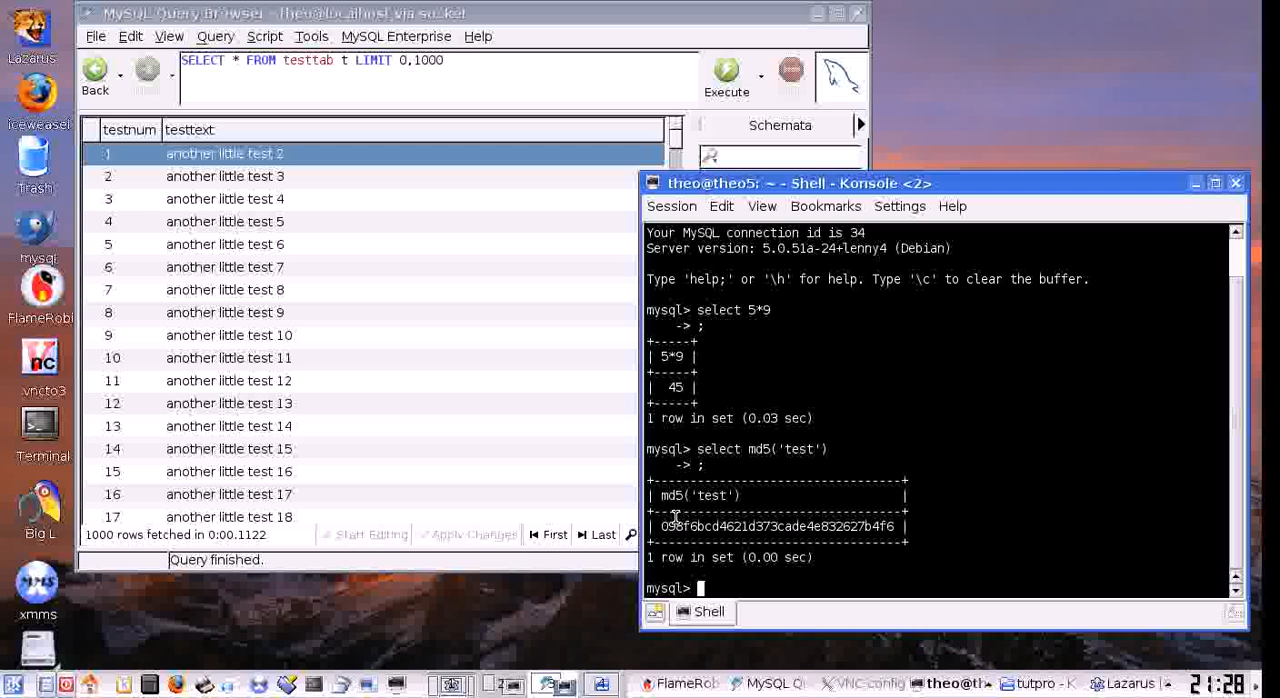 MySQL Query Browser - theo@localhost via socket
File Edit View Query Script Tools MySQL Enterprise Help
SELECT * FROM testtab t LIMIT 0,1000
Back
Execute
Schemata
testnum testtext
1 another little test 2
2 another little test 3
3 another little test 4
4 another little test 5
5 another little test 6
6 another little test 7
7 another little test 8
8 another little test 9
9 another little test 10
10 another little test 11
11 another little test 12
12 another little test 13
13 another little test 14
14 another little test 15
15 another little test 16
16 another little test 17
17 another little test 18
1000 rows fetched in 0:00.1122 Start Editing Apply Changes First Last
Query finished.
theo@theo5: ~ - Shell - Konsole <2>
Session Edit View Bookmarks Settings Help
Your MySQL connection id is 34
Server version: 5.0.51a-24+lenny4 (Debian)
Type 'help;' or '\h' for help. Type '\c' to clear the buffer.
mysql> select 5*9
-> ;
+-----+
| 5*9 |
+-----+
| 45 |
+-----+
1 row in set (0.03 sec)
mysql> select md5('test')
-> ;
+----------------------------------+
| md5('test') |
+----------------------------------+
| 098f6bcd4621d373cade4e832627b4f6 |
+----------------------------------+
1 row in set (0.00 sec)
mysql>
Shell
Lazarus
iceweasel
Trash
mysql
FlameRobi
vncto3
Terminal
Big L
xmms
FlameRob MySQL Q VNC config theo@th tutpro - K Lazarus 21:28